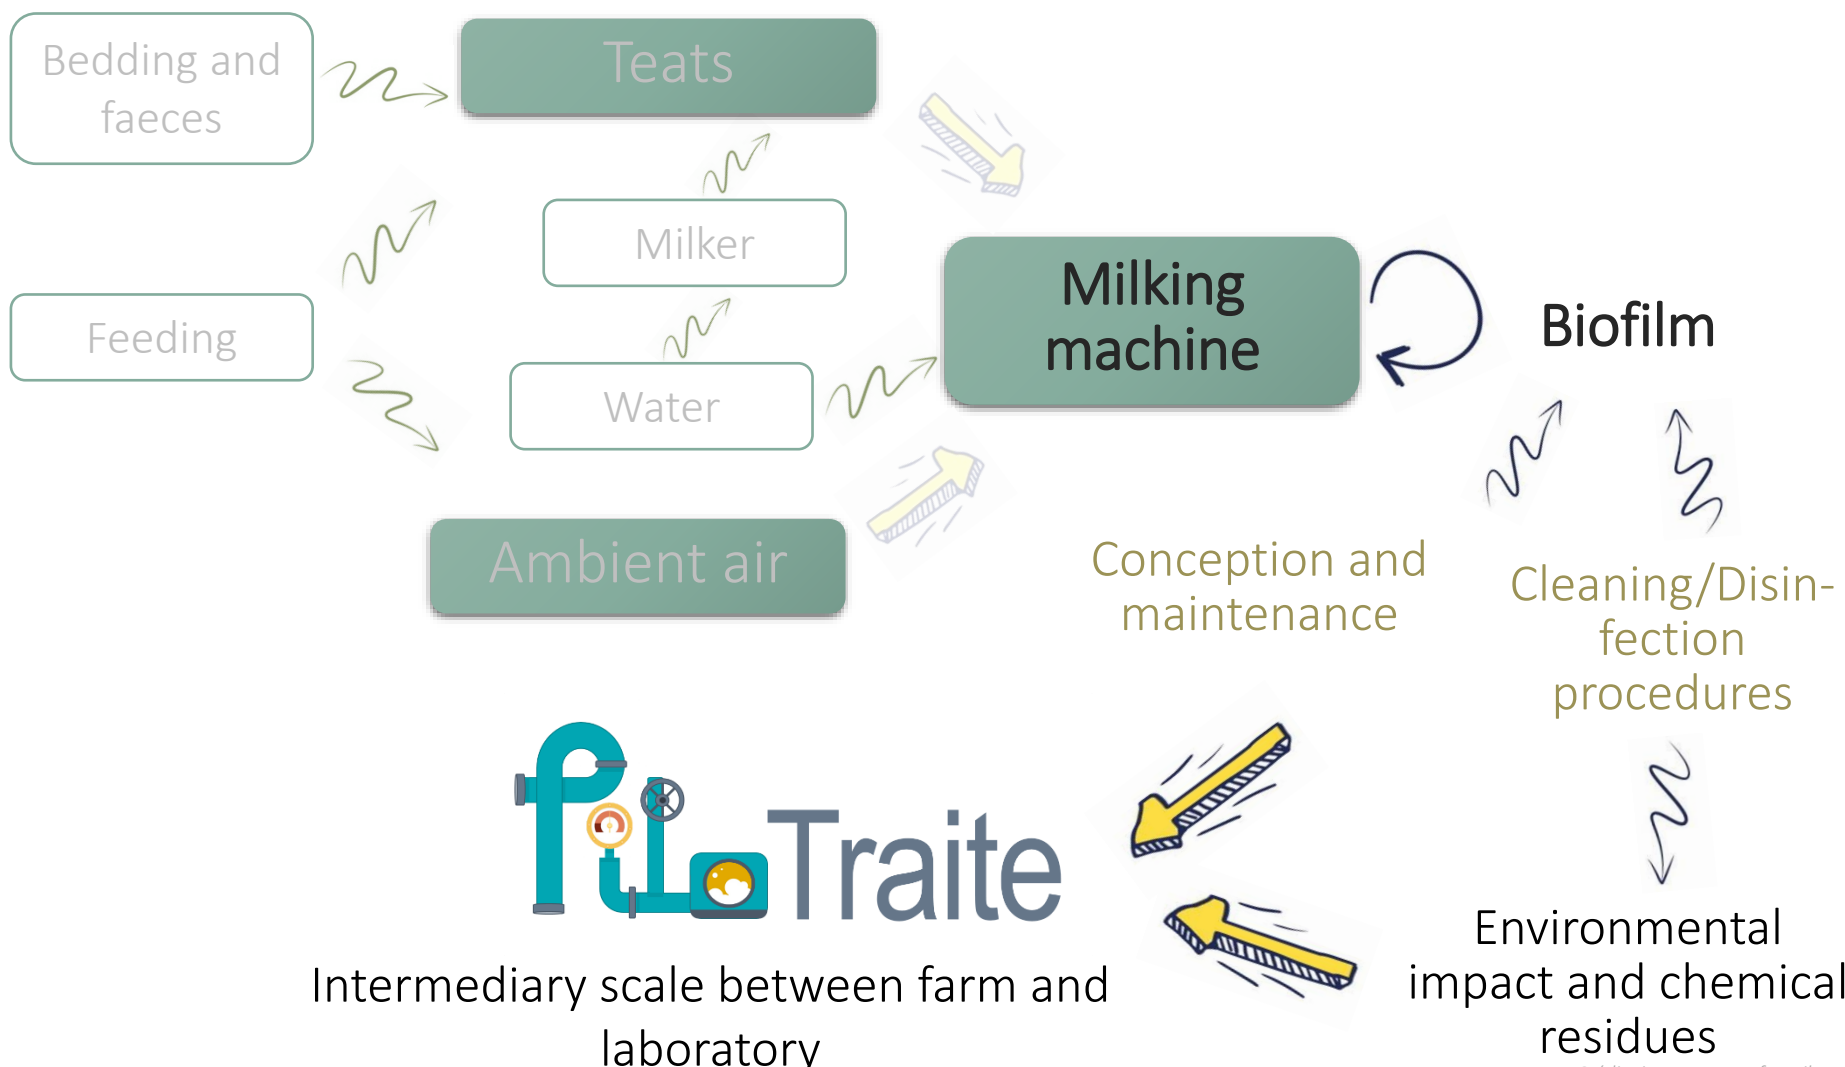 Bedding and
faeces
Teats
Milker
Feeding
Water
Milking
machine
Biofilm
Ambient air
Conception and
maintenance
Cleaning/Disin-
fection
procedures
PiLoTraite
Intermediary scale between farm and
laboratory
Environmental
impact and chemical
residues